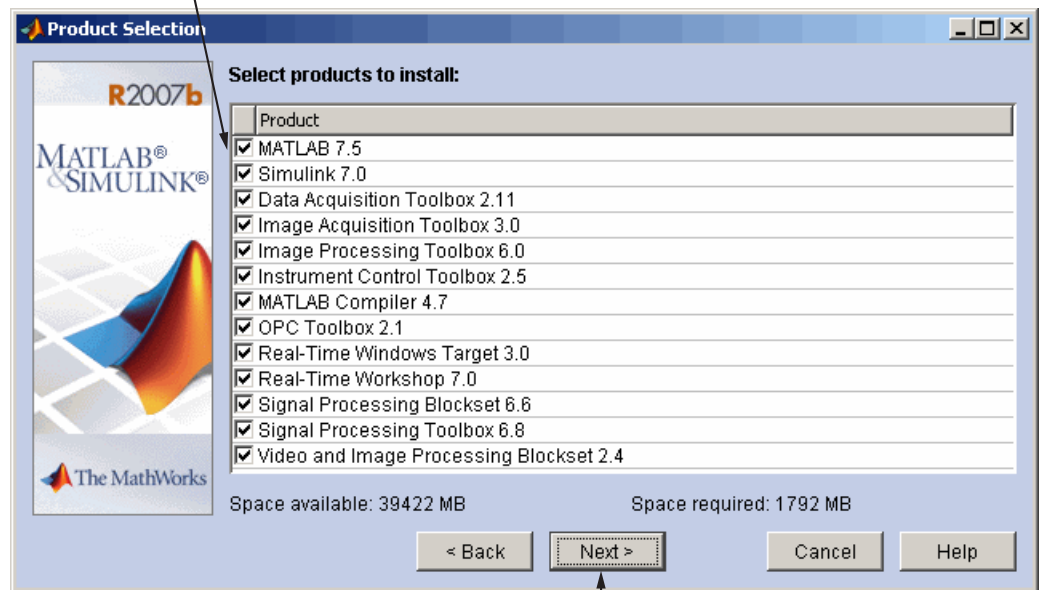 Product Selection
R2007b
MATLAB®
&SIMULINK®
The MathWorks
Select products to install:
Product
MATLAB 7.5
Simulink 7.0
Data Acquisition Toolbox 2.11
Image Acquisition Toolbox 3.0
Image Processing Toolbox 6.0
Instrument Control Toolbox 2.5
MATLAB Compiler 4.7
OPC Toolbox 2.1
Real-Time Windows Target 3.0
Real-Time Workshop 7.0
Signal Processing Blockset 6.6
Signal Processing Toolbox 6.8
Video and Image Processing Blockset 2.4
Space available: 39422 MB Space required: 1792 MB
< Back Next > Cancel Help